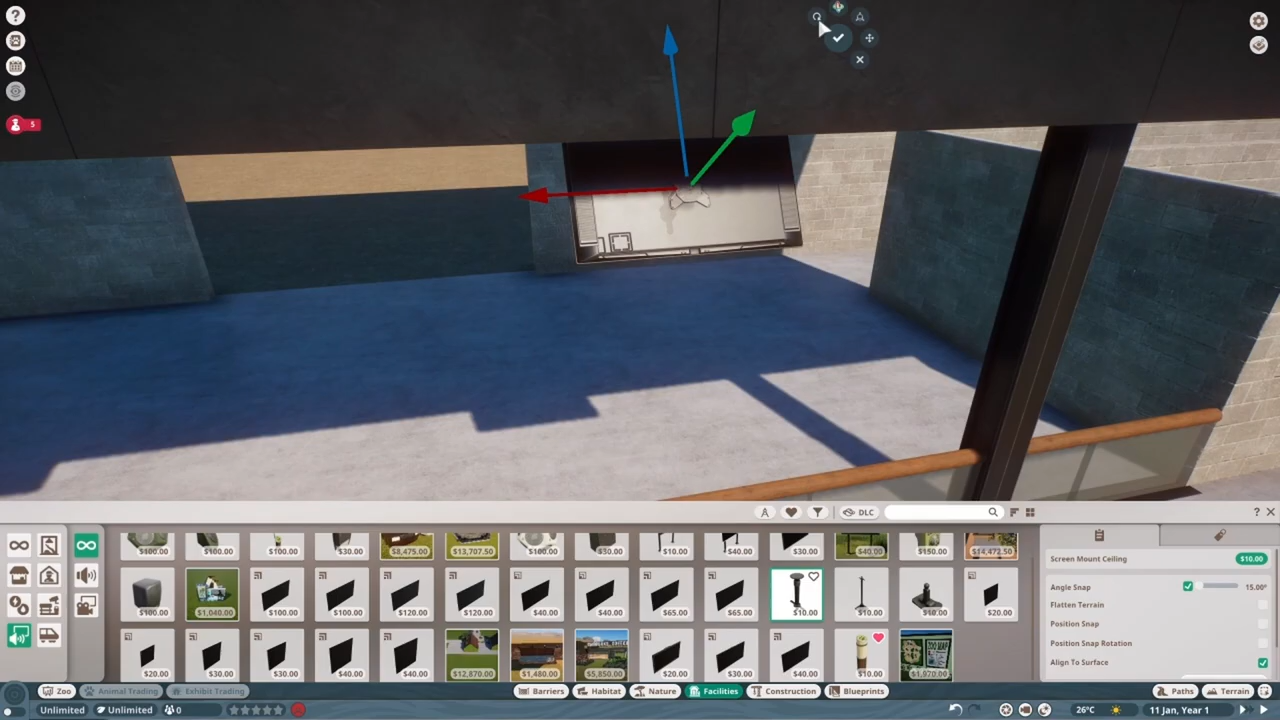 ?
5
DLC
? ×
$100.00 $100.00 $100.00 $30.00 $8,475.00 $13,707.50 $100.00 $30.00 $10.00 $40.00 $30.00 $40.00 $150.00 $14,472.50
Screen Mount Ceiling $10.00
$100.00 $1,040.00 $100.00 $100.00 $120.00 $120.00 $40.00 $40.00 $65.00 $65.00 $10.00 $10.00 $10.00 $20.00
Angle Snap 15.00°
Flatten Terrain
Position Snap
Position Snap Rotation
Align To Surface
$20.00 $30.00 $30.00 $40.00 $40.00 $12,870.00 $1,480.00 $5,850.00 $20.00 $30.00 $40.00 $10.00 $1,970.00
Zoo Animal Trading Exhibit Trading Barriers Habitat Nature Facilities Construction Blueprints Paths Terrain
Unlimited Unlimited 0 26°C 11 Jan, Year 1